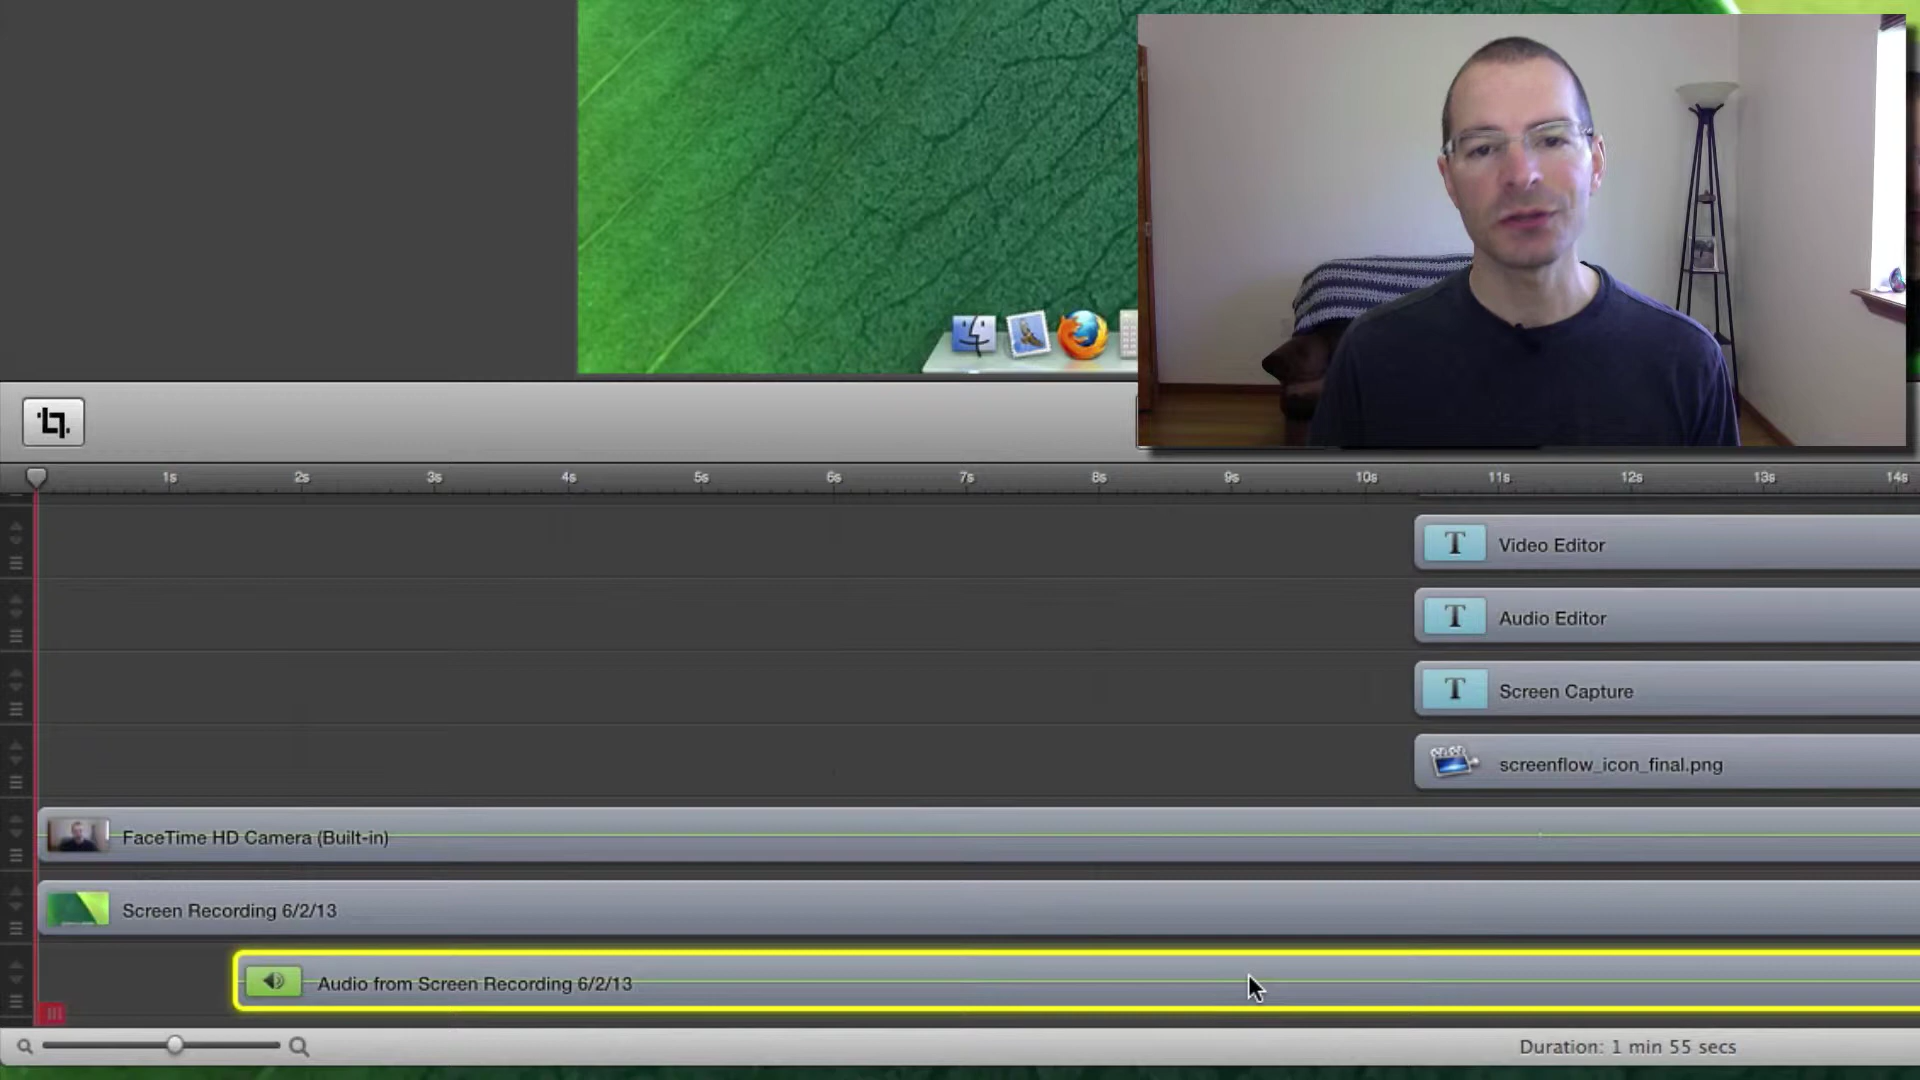 1s 2s 3s 4s 5s 6s 7s 8s 9s 10s 11s 12s 13s 14s
T Video Editor
T Audio Editor
T Screen Capture
screenflow_icon_final.png
FaceTime HD Camera (Built-in)
Screen Recording 6/2/13
Audio from Screen Recording 6/2/13
Duration: 1 min 55 secs